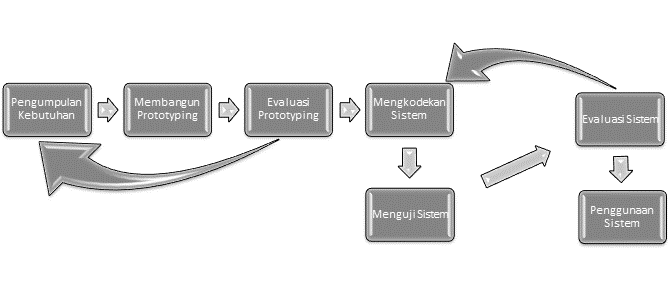 Pengumpulan
Kebutuhan
Membangun
Prototyping
Evaluasi
Prototyping
Mengkodekan
Sistem
Menguji Sistem
Evaluasi Sistem
Penggunaan
Sistem